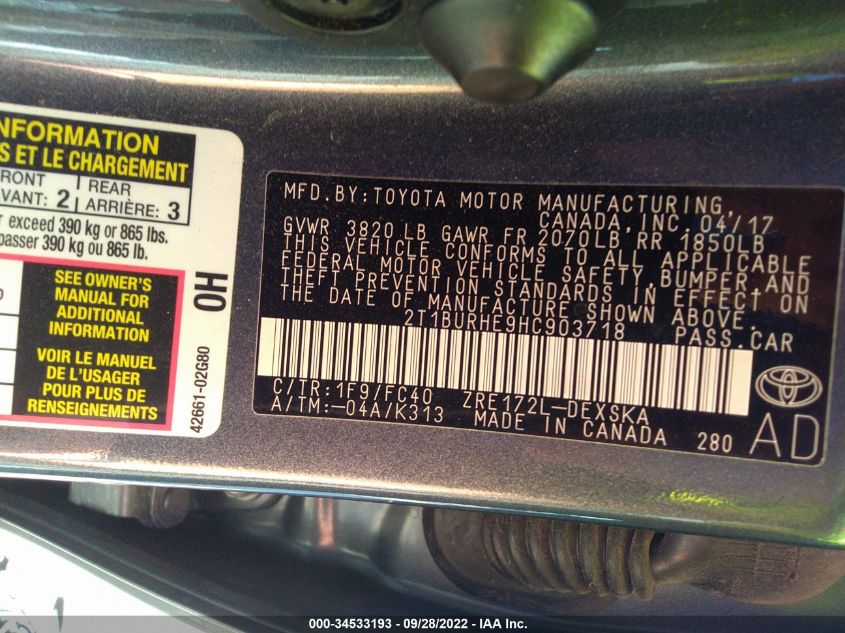 NFORMATION
S ET LE CHARGEMENT
FRONT
VANT: 2
REAR
ARRIÈRE: 3
r exceed 390 kg or 865 lbs.
passer 390 kg ou 865 lb.
SEE OWNER'S
MANUAL FOR
ADDITIONAL
INFORMATION
VOIR LE MANUEL
DE L'USAGER
POUR PLUS DE
RENSEIGNEMENTS
42661-02G80
0H
MFD.BY:TOYOTA MOTOR MANUFACTURING,
CANADA,INC. 04/17
GVWR 3820LB GAWR FR 2070LB RR 1850LB
THIS VEHICLE CONFORMS TO ALL APPLICABLE
FEDERAL MOTOR VEHICLE SAFETY,BUMPER,AND
THEFT PREVENTION STANDARDS IN EFFECT ON
THE DATE OF MANUFACTURE SHOWN ABOVE.
2T1BURHE9HC903718 PASS.CAR
C/TR:1F9/FC40 ZRE172L-DEXSKA
A/TM:-04A/K313 MADE IN CANADA 280
AD
000-34533193 - 09/28/2022 - IAA Inc.